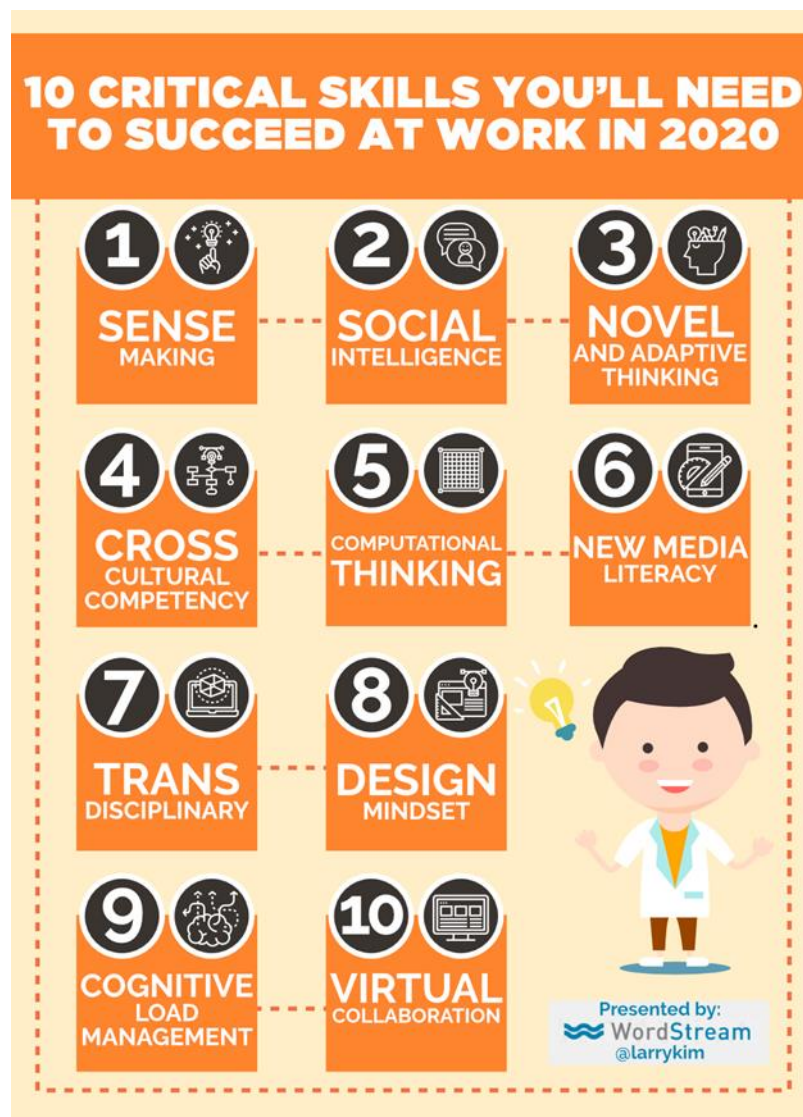 10 CRITICAL SKILLS YOU'LL NEED
TO SUCCEED AT WORK IN 2020
1
SENSE
MAKING
2
SOCIAL
INTELLIGENCE
3
NOVEL
AND ADAPTIVE
THINKING
4
CROSS
CULTURAL
COMPETENCY
5
COMPUTATIONAL
THINKING
6
NEW MEDIA
LITERACY
7
TRANS
DISCIPLINARY
8
DESIGN
MINDSET
9
COGNITIVE
LOAD
MANAGEMENT
10
VIRTUAL
COLLABORATION
Presented by:
WordStream
@larrykim